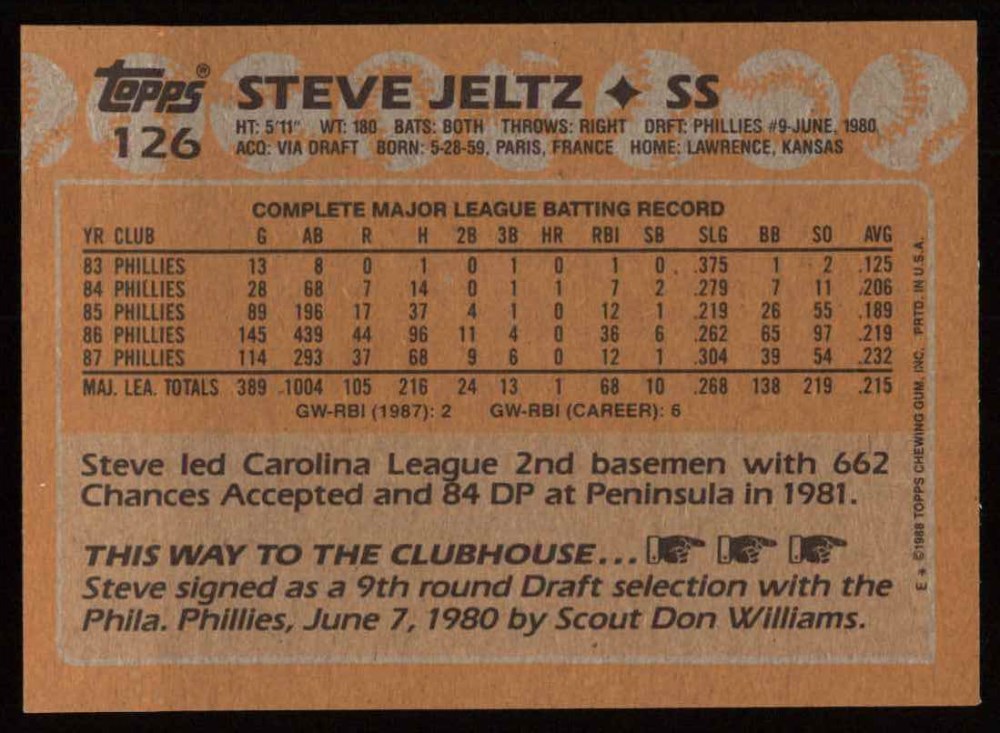 Topps® STEVE JELTZ ✦ SS
126
HT: 5'11" WT: 180 BATS: BOTH THROWS: RIGHT DRFT: PHILLIES #9-JUNE, 1980
ACQ: VIA DRAFT BORN: 5-28-59, PARIS, FRANCE HOME: LAWRENCE, KANSAS
COMPLETE MAJOR LEAGUE BATTING RECORD
YR CLUB G AB R H 2B 3B HR RBI SB SLG BB SO AVG
83 PHILLIES 13 8 0 1 0 1 0 1 0 .375 1 2 .125
84 PHILLIES 28 68 7 14 0 1 1 7 2 .279 7 11 .206
85 PHILLIES 89 196 17 37 4 1 0 12 1 .219 26 55 .189
86 PHILLIES 145 439 44 96 11 4 0 36 6 .262 65 97 .219
87 PHILLIES 114 293 37 68 9 6 0 12 1 .304 39 54 .232
MAJ. LEA. TOTALS 389 1004 105 216 24 13 1 68 10 .268 138 219 .215
GW-RBI (1987): 2 GW-RBI (CAREER): 6
Steve led Carolina League 2nd basemen with 662
Chances Accepted and 84 DP at Peninsula in 1981.
THIS WAY TO THE CLUBHOUSE...
Steve signed as a 9th round Draft selection with the
Phila. Phillies, June 7, 1980 by Scout Don Williams.
E * ©1988 TOPPS CHEWING GUM, INC. PRTD. IN U.S.A.